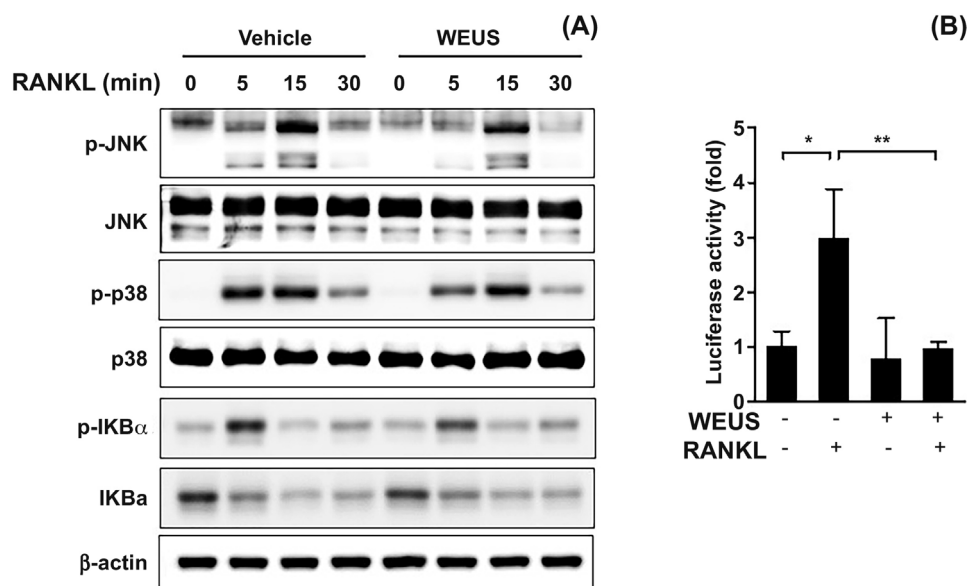 (A)
Vehicle WEUS
RANKL (min) 0 5 15 30 0 5 15 30
p-JNK
JNK
p-p38
p38
p-IKBα
IKBa
β-actin
(B)
Luciferase activity (fold)
5
4
3
2
1
0
* **
WEUS - - + +
RANKL - + - +